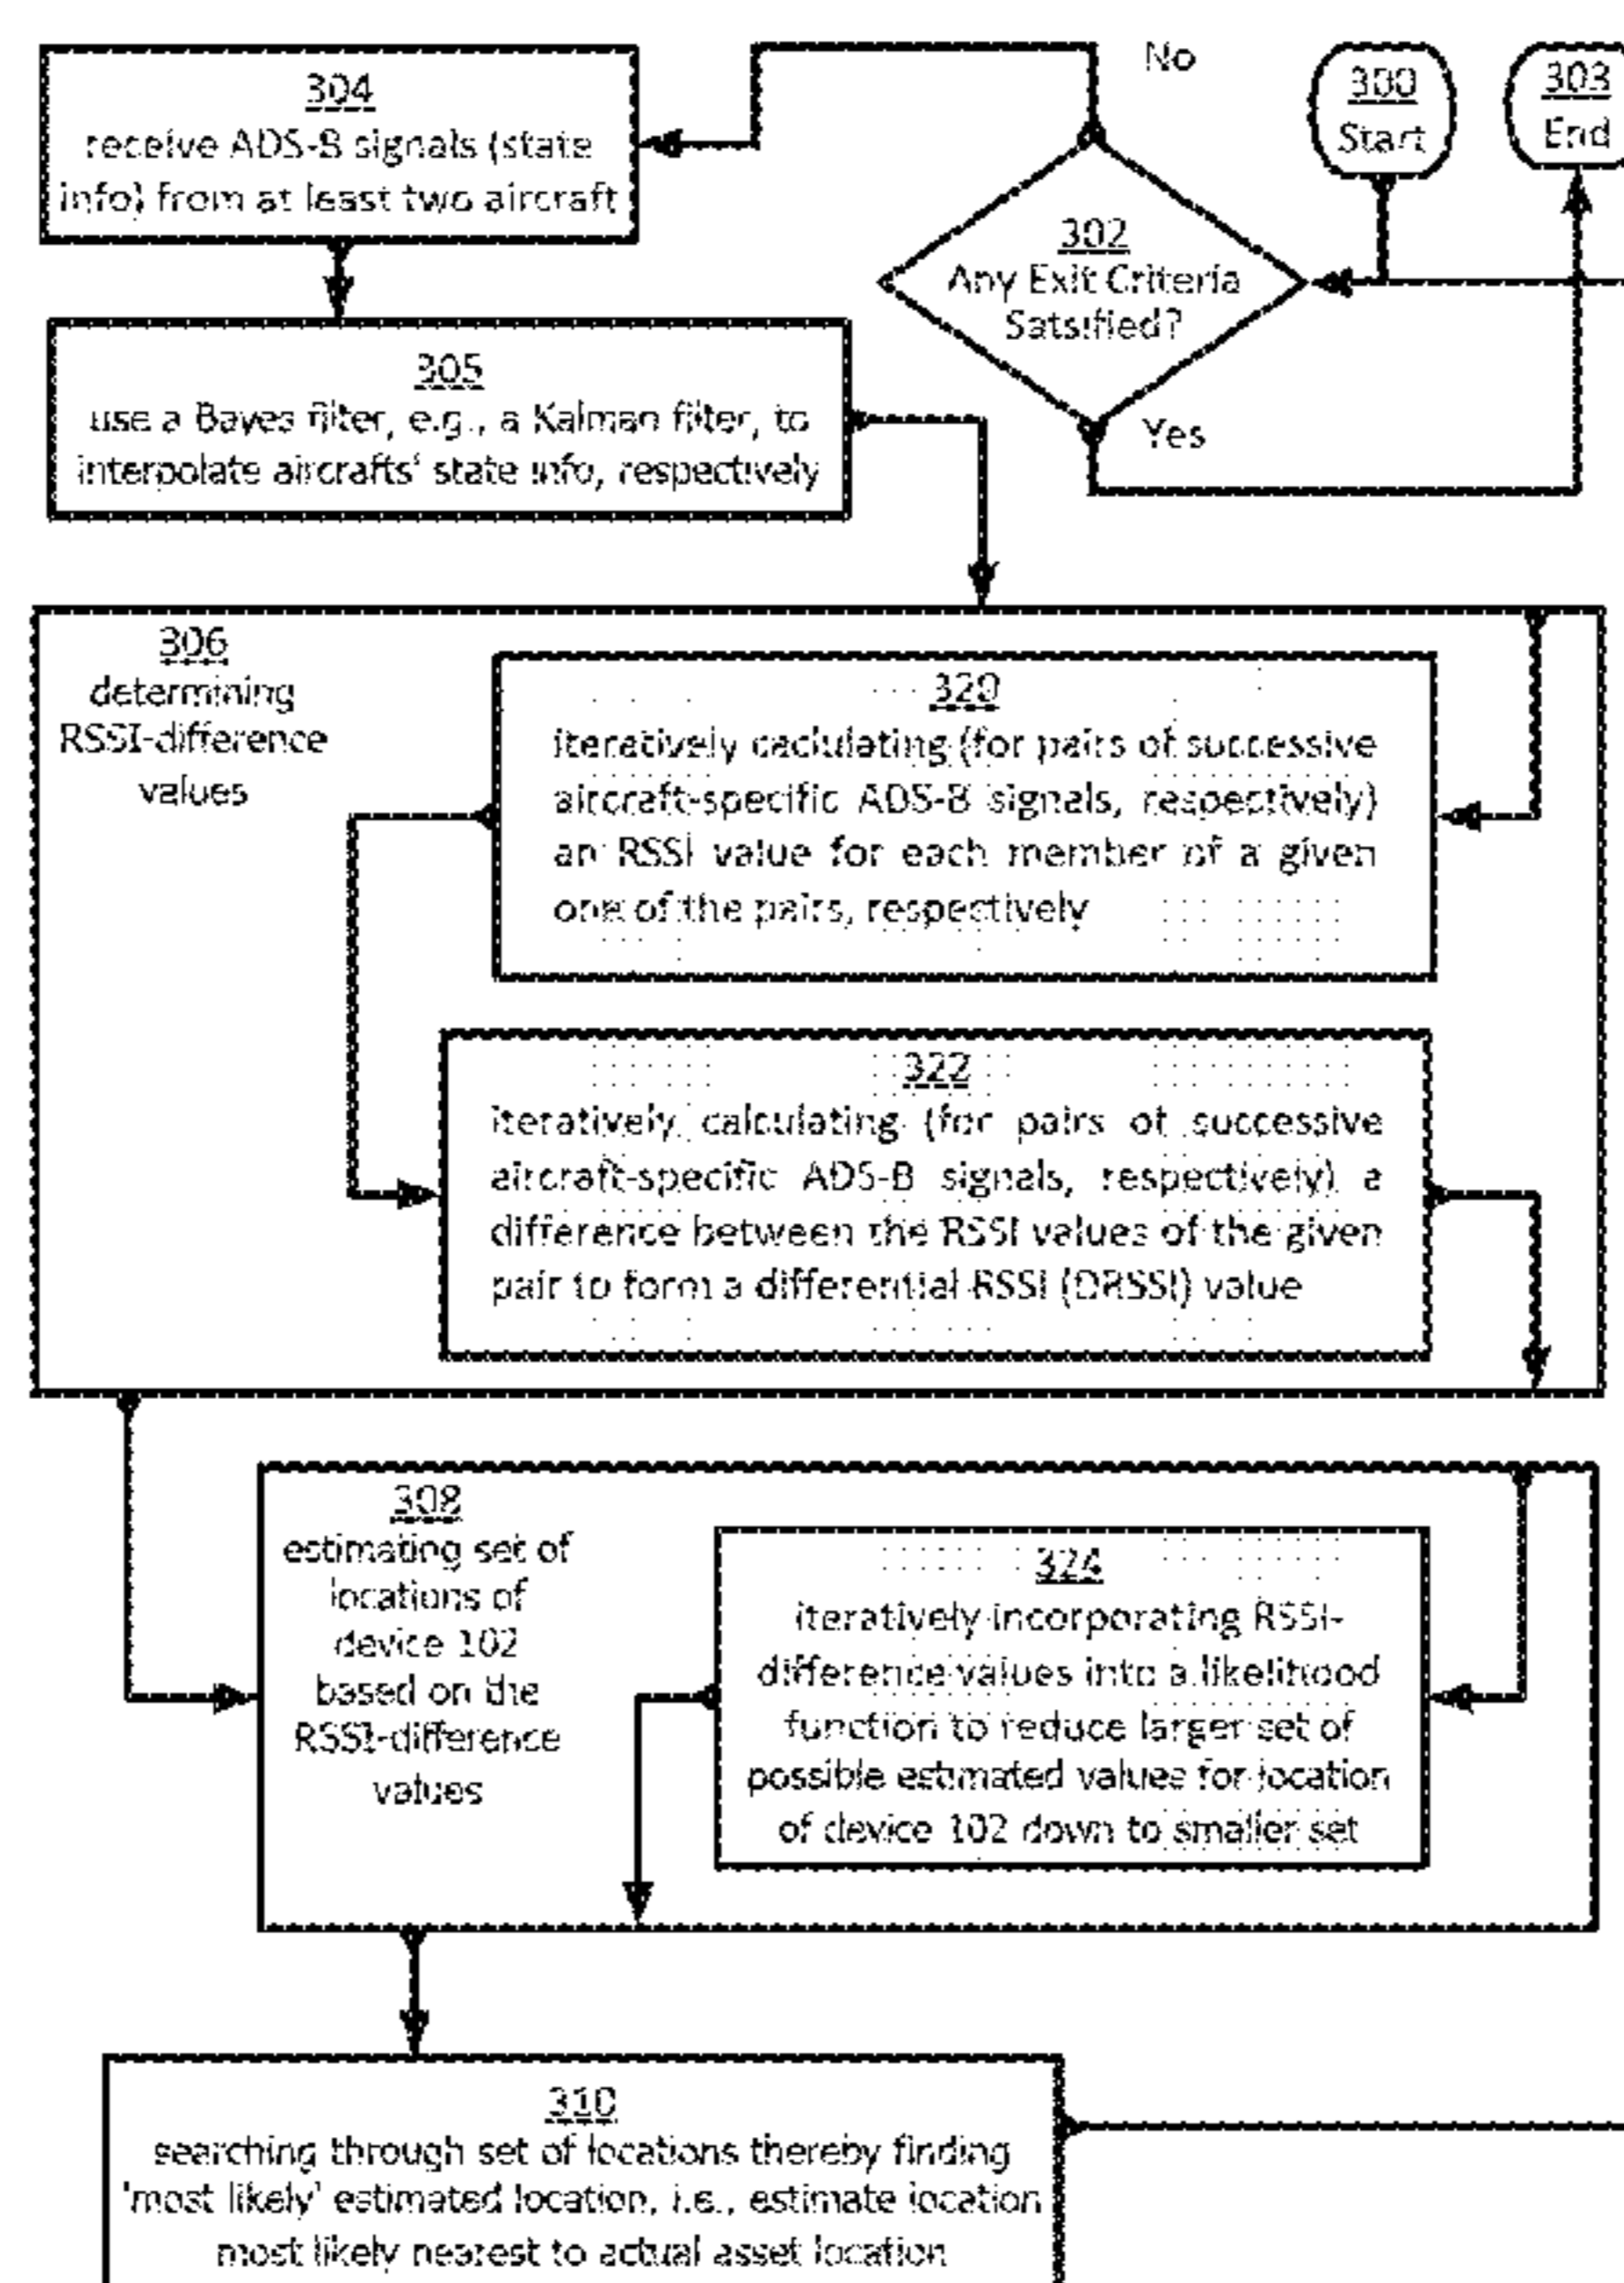 304
receive ADS-B signals (state
info) from at least two aircraft
No
300
Start
303
End
302
Any Exit Criteria
Satsified?
Yes
305
use a Bayes filter, e.g., a Kalman filter, to
interpolate aircrafts' state info, respectively
306
determining
RSSI-difference
values
320
iteratively caclulating (for pairs of successive
aircraft-specific ADS-B signals, respectively)
an RSSI value for each member of a given
one of the pairs, respectively
322
iteratively calculating (for pairs of successive
aircraft-specific ADS-B signals, respectively) a
difference between the RSSI values of the given
pair to form a differential RSSI (DRSSI) value
308
estimating set of
locations of
device 102
based on the
RSSI-difference
values
324
iteratively incorporating RSSI-
difference values into a likelihood
function to reduce larger set of
possible estimated values for location
of device 102 down to smaller set
310
searching through set of locations thereby finding
'most likely' estimated location, i.e., estimate location
most likely nearest to actual asset location